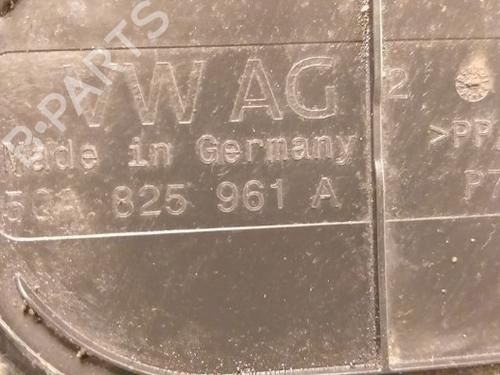 VW AG
Made in Germany
825 961 A
2
>PP
B-PARTS